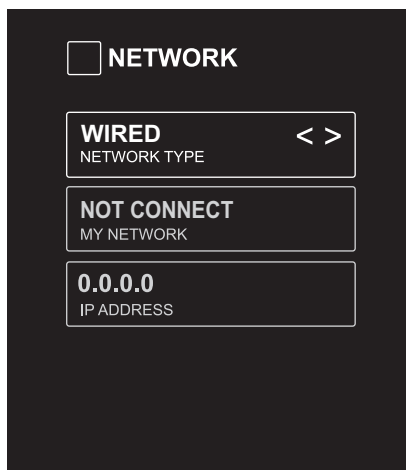 NETWORK
WIRED < >
NETWORK TYPE
NOT CONNECT
MY NETWORK
0.0.0.0
IP ADDRESS